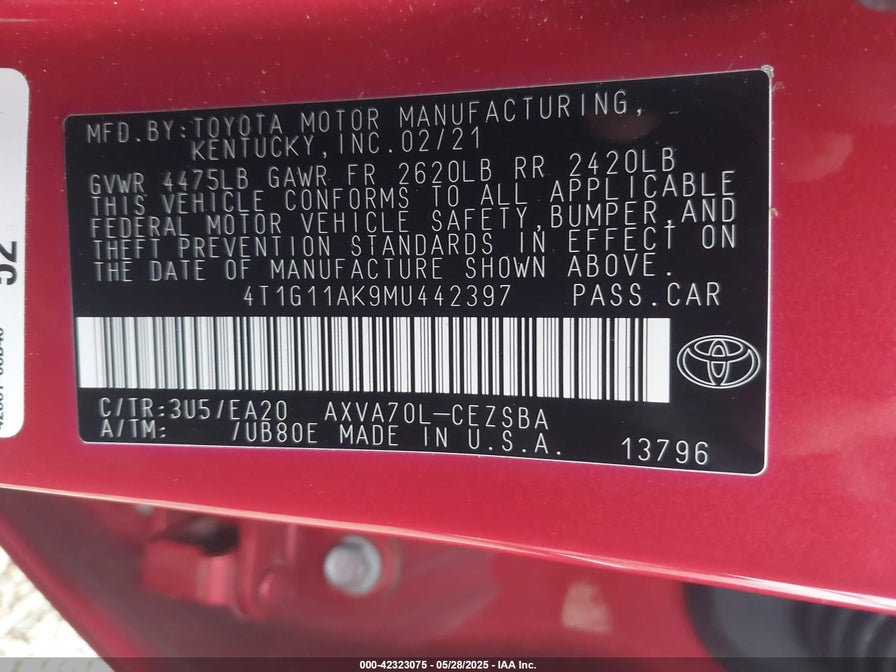 MFD.BY:TOYOTA MOTOR MANUFACTURING,
KENTUCKY,INC.02/21
GVWR 4475LB GAWR FR 2620LB RR 2420LB
THIS VEHICLE CONFORMS TO ALL APPLICABLE
FEDERAL MOTOR VEHICLE SAFETY,BUMPER,AND
THEFT PREVENTION STANDARDS IN EFFECT ON
THE DATE OF MANUFACTURE SHOWN ABOVE.
4T1G11AK9MU442397 PASS.CAR
C/TR:3U5/EA20 AXVA70L-CEZSBA
A/TM: /UB80E MADE IN U.S.A.
13796
52
000-42323075 - 05/28/2025 - IAA Inc.